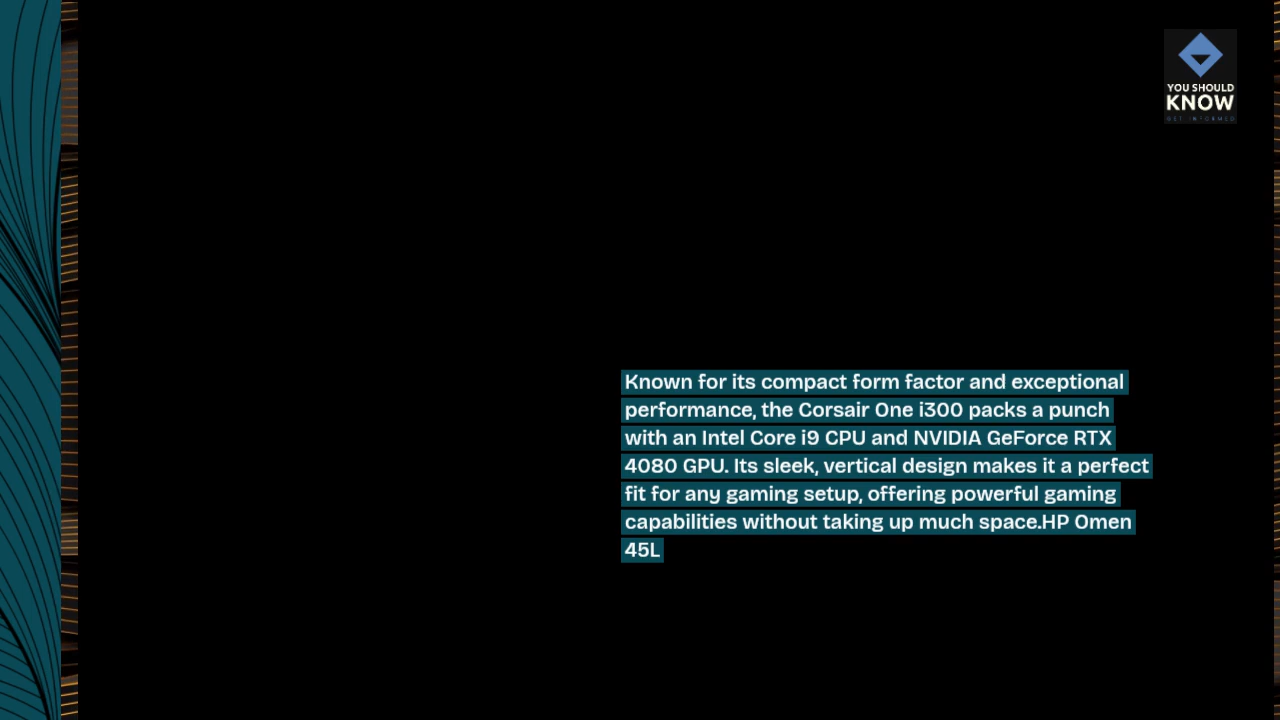 YOU SHOULD
KNOW
GET INFORMED
Known for its compact form factor and exceptional
performance, the Corsair One i300 packs a punch
with an Intel Core i9 CPU and NVIDIA GeForce RTX
4080 GPU. Its sleek, vertical design makes it a perfect
fit for any gaming setup, offering powerful gaming
capabilities without taking up much space.HP Omen
45L